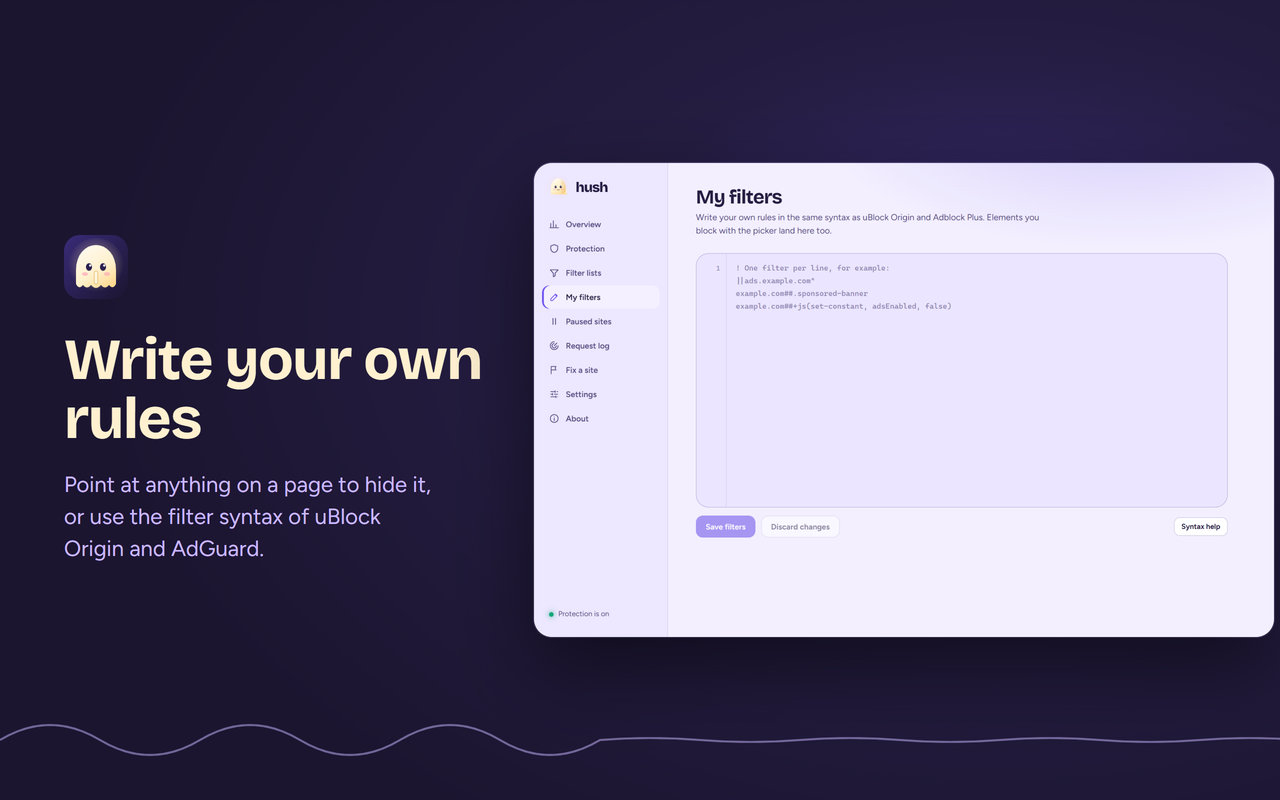 Write your own
rules
Point at anything on a page to hide it,
or use the filter syntax of uBlock
Origin and AdGuard.
hush
Overview
Protection
Filter lists
My filters
Paused sites
Request log
Fix a site
Settings
About
Protection is on
My filters
Write your own rules in the same syntax as uBlock Origin and Adblock Plus. Elements you
block with the picker land here too.
1
! One filter per line, for example:
||ads.example.com^
example.com##.sponsored-banner
example.com##+js(set-constant, adsEnabled, false)
Save filters
Discard changes
Syntax help